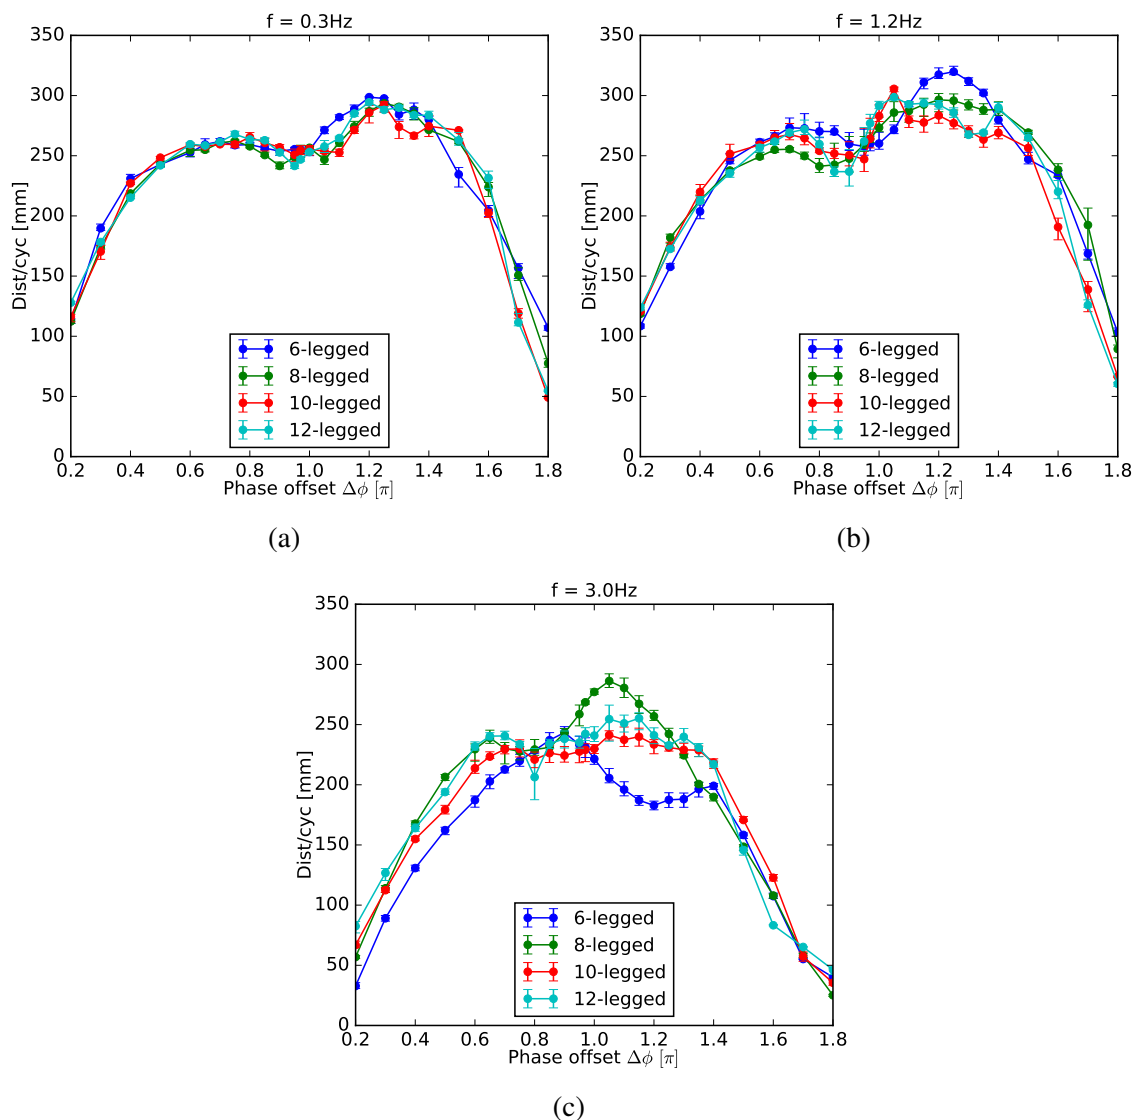 f = 0.3Hz
350
300
250
200
150
100
50
0
Dist/cyc [mm]
6-legged
8-legged
10-legged
12-legged
0.2 0.4 0.6 0.8 1.0 1.2 1.4 1.6 1.8
Phase offset Δϕ [π]
(a)
f = 1.2Hz
350
300
250
200
150
100
50
0
Dist/cyc [mm]
6-legged
8-legged
10-legged
12-legged
0.2 0.4 0.6 0.8 1.0 1.2 1.4 1.6 1.8
Phase offset Δϕ [π]
(b)
f = 3.0Hz
350
300
250
200
150
100
50
0
Dist/cyc [mm]
6-legged
8-legged
10-legged
12-legged
0.2 0.4 0.6 0.8 1.0 1.2 1.4 1.6 1.8
Phase offset Δϕ [π]
(c)